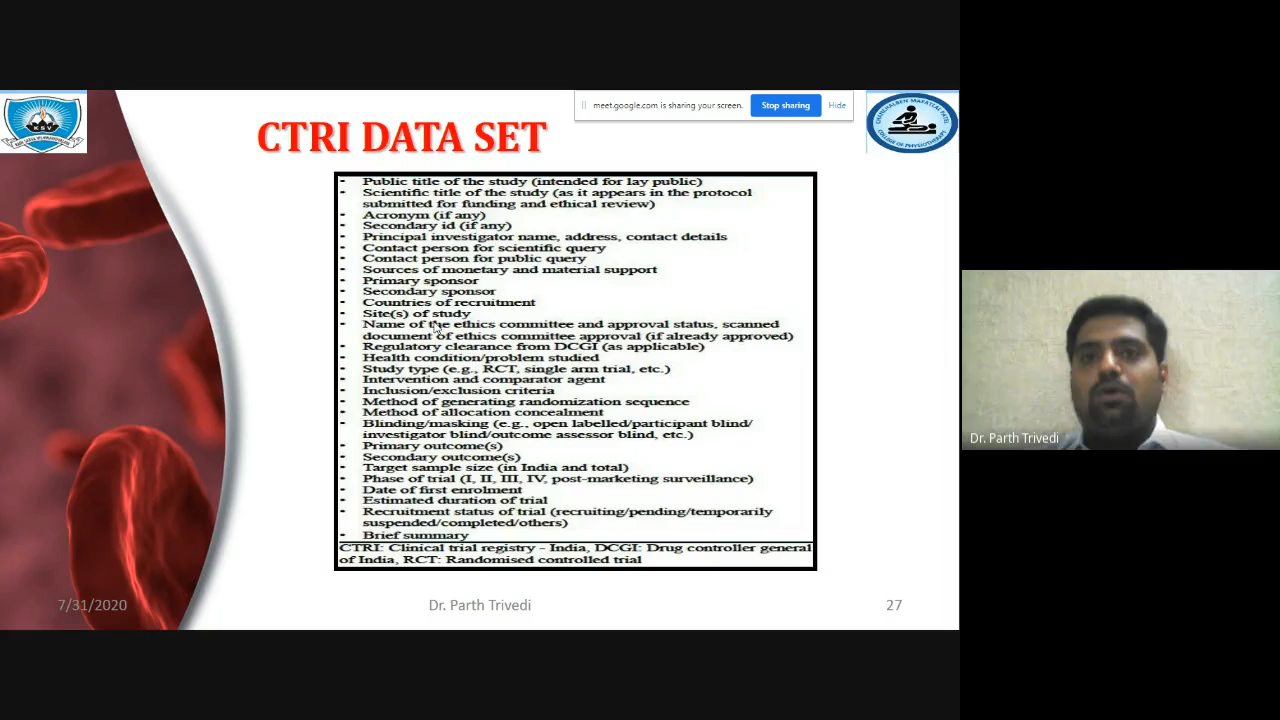 meet.google.com is sharing your screen.
Stop sharing
Hide
KSV
CTRI DATA SET
• Public title of the study (intended for lay public)
• Scientific title of the study (as it appears in the protocol
submitted for funding and ethical review)
• Acronym (if any)
• Secondary id (if any)
• Principal investigator name, address, contact details
• Contact person for scientific query
• Contact person for public query
• Sources of monetary and material support
• Primary sponsor
• Secondary sponsor
• Countries of recruitment
• Site(s) of study
• Name of the ethics committee and approval status, scanned
document of ethics committee approval (if already approved)
• Regulatory clearance from DCGI (as applicable)
• Health condition/problem studied
• Study type (e.g., RCT, single arm trial, etc.)
• Intervention and comparator agent
• Inclusion/exclusion criteria
• Method of generating randomization sequence
• Method of allocation concealment
• Blinding/masking (e.g., open labelled/participant blind/
investigator blind/outcome assessor blind, etc.)
• Primary outcome(s)
• Secondary outcome(s)
• Target sample size (in India and total)
• Phase of trial (I, II, III, IV, post-marketing surveillance)
• Date of first enrolment
• Estimated duration of trial
• Recruitment status of trial (recruiting/pending/temporarily
suspended/completed/others)
• Brief summary
CTRI: Clinical trial registry - India, DCGI: Drug controller general
of India, RCT: Randomised controlled trial
7/31/2020
Dr. Parth Trivedi
27
Dr. Parth Trivedi